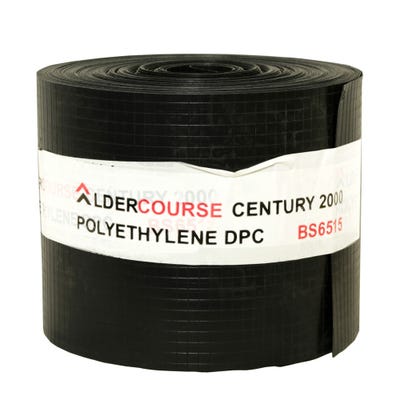 ALDERCOURSE CENTURY 2000
POLYETHYLENE DPC BS6515